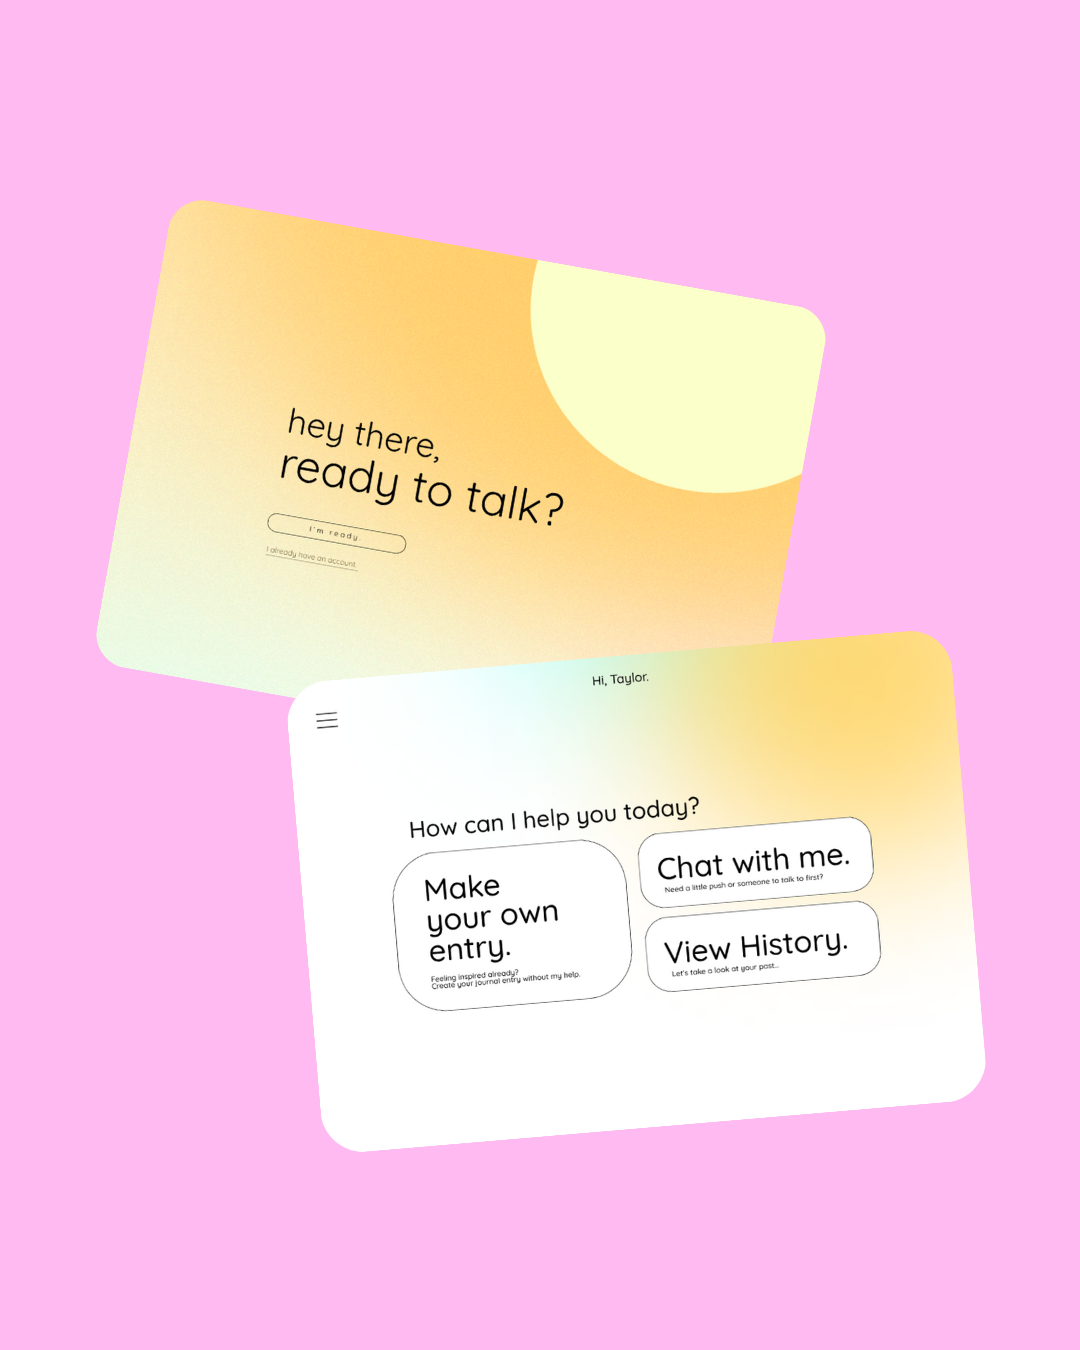 hey there,
ready to talk?
I'm ready.
I already have an account.
Hi, Taylor.
How can I help you today?
Make
your own
entry.
Feeling inspired already?
Create your journal entry without my help.
Chat with me.
Need a little push or someone to talk to first?
View History.
Let's take a look at your past...